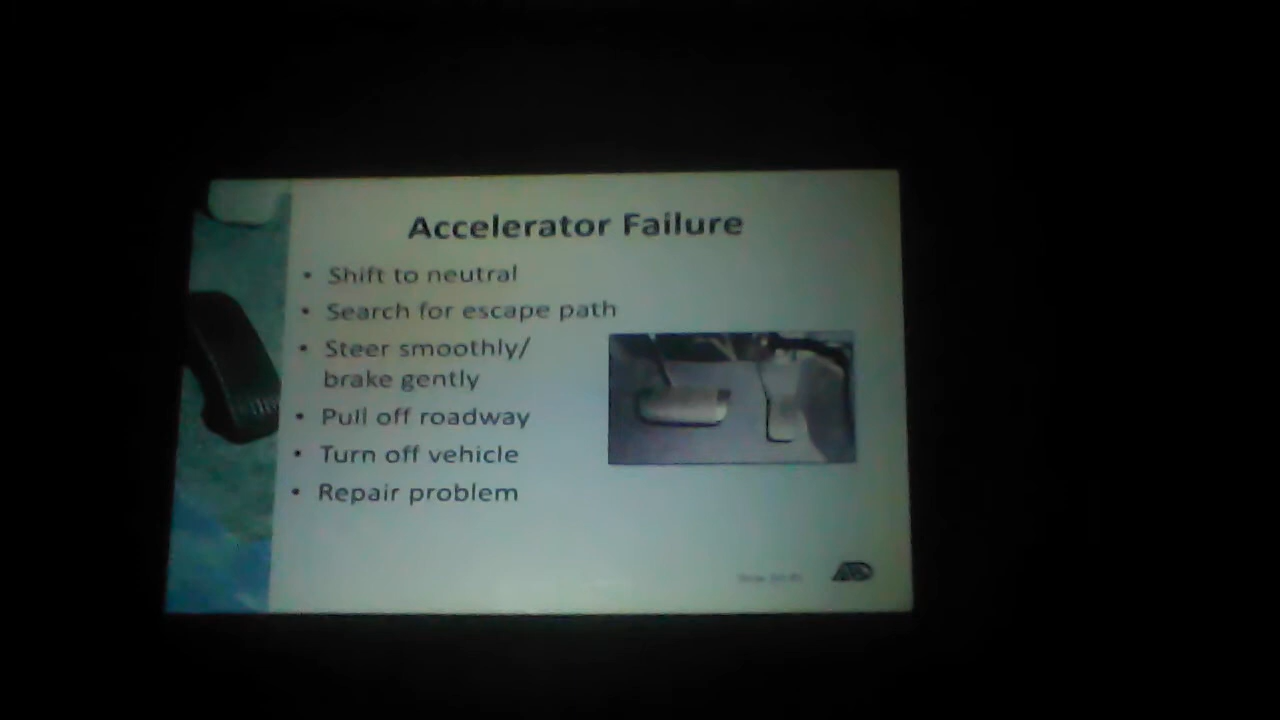 Accelerator Failure
• Shift to neutral
• Search for escape path
• Steer smoothly/
brake gently
• Pull off roadway
• Turn off vehicle
• Repair problem